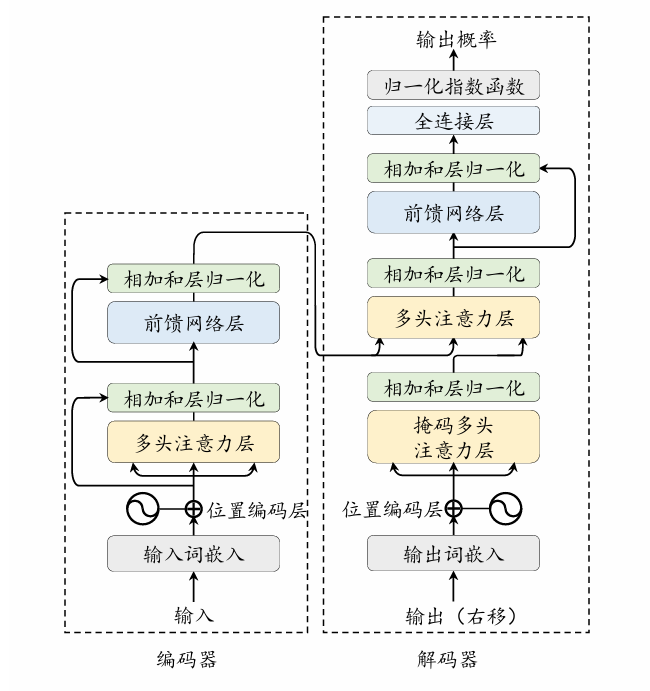 输出概率
归一化指数函数
全连接层
相加和层归一化
前馈网络层
相加和层归一化
多头注意力层
相加和层归一化
掩码多头
注意力层
位置编码层
输出词嵌入
输出（右移）
解码器
相加和层归一化
前馈网络层
相加和层归一化
多头注意力层
位置编码层
输入词嵌入
输入
编码器